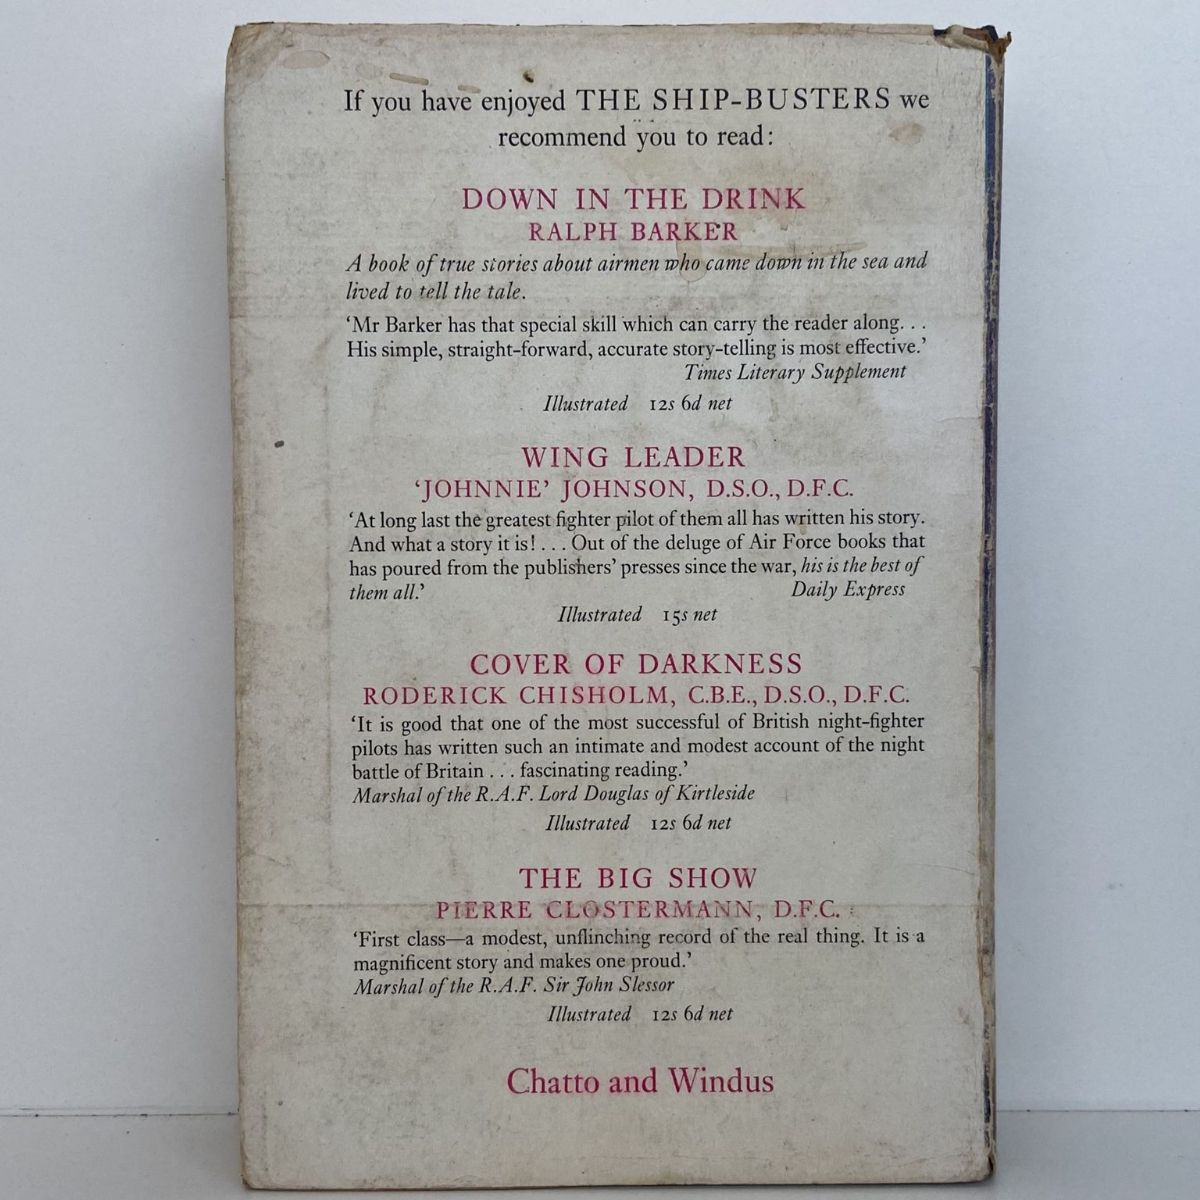 If you have enjoyed THE SHIP-BUSTERS we
recommend you to read:
DOWN IN THE DRINK
RALPH BARKER
A book of true stories about airmen who came down in the sea and
lived to tell the tale.
‘Mr Barker has that special skill which can carry the reader along. . .
His simple, straight-forward, accurate story-telling is most effective.’
Times Literary Supplement
Illustrated 12s 6d net
WING LEADER
‘JOHNNIE’ JOHNSON, D.S.O., D.F.C.
‘At long last the greatest fighter pilot of them all has written his story.
And what a story it is! . . . Out of the deluge of Air Force books that
has poured from the publishers’ presses since the war, his is the best of
them all.’ Daily Express
Illustrated 15s net
COVER OF DARKNESS
RODERICK CHISHOLM, C.B.E., D.S.O., D.F.C.
‘It is good that one of the most successful of British night-fighter
pilots has written such an intimate and modest account of the night
battle of Britain . . . fascinating reading.’
Marshal of the R.A.F. Lord Douglas of Kirtleside
Illustrated 12s 6d net
THE BIG SHOW
PIERRE CLOSTERMANN, D.F.C.
‘First class—a modest, unflinching record of the real thing. It is a
magnificent story and makes one proud.’
Marshal of the R.A.F. Sir John Slessor
Illustrated 12s 6d net
Chatto and Windus